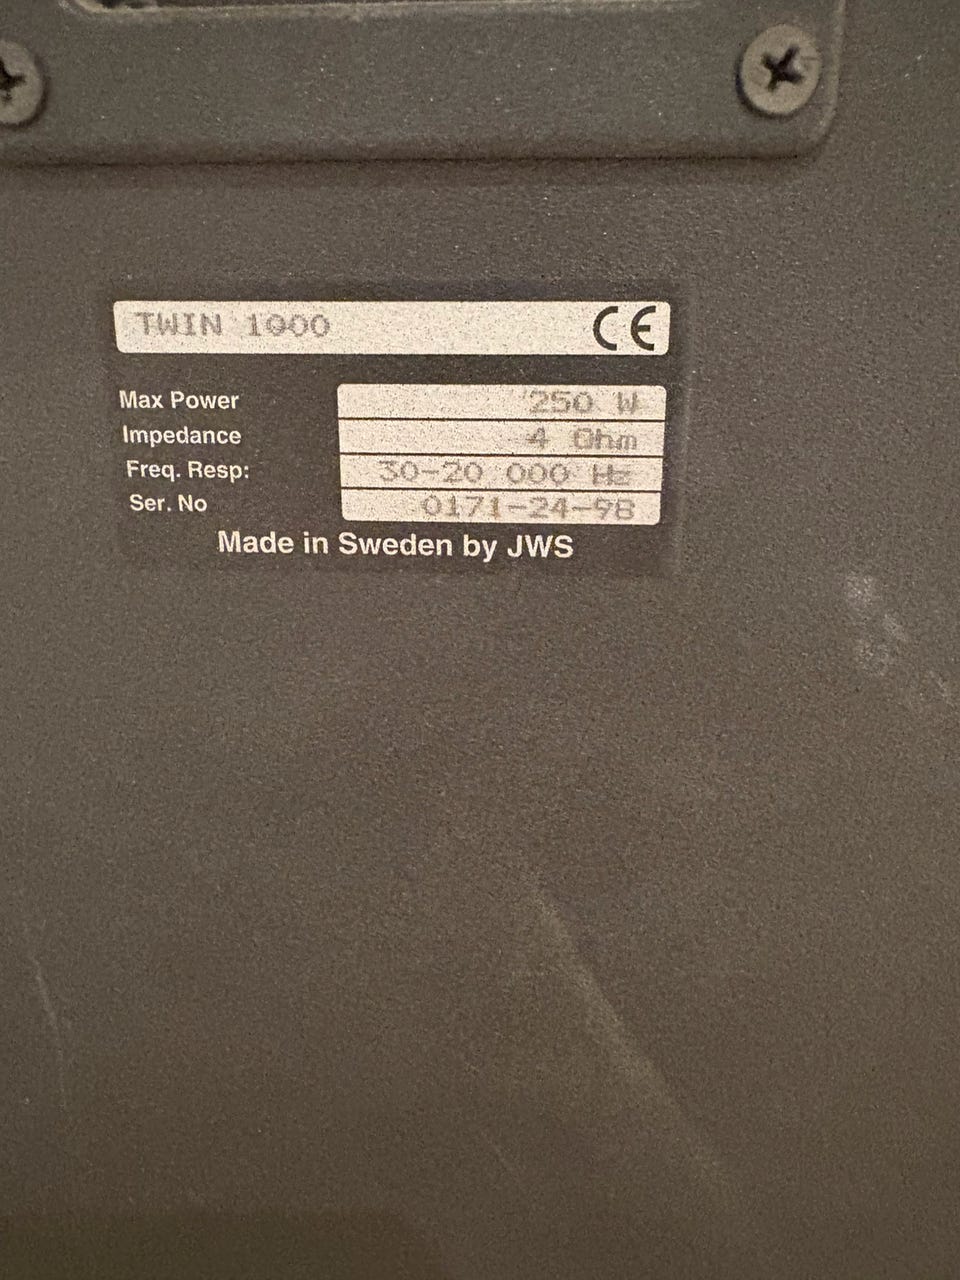 TWIN 1000 CE
Max Power 250 W
Impedance 4 Ohm
Freq. Resp: 30-20 000 Hz
Ser. No 0171-24-98
Made in Sweden by JWS